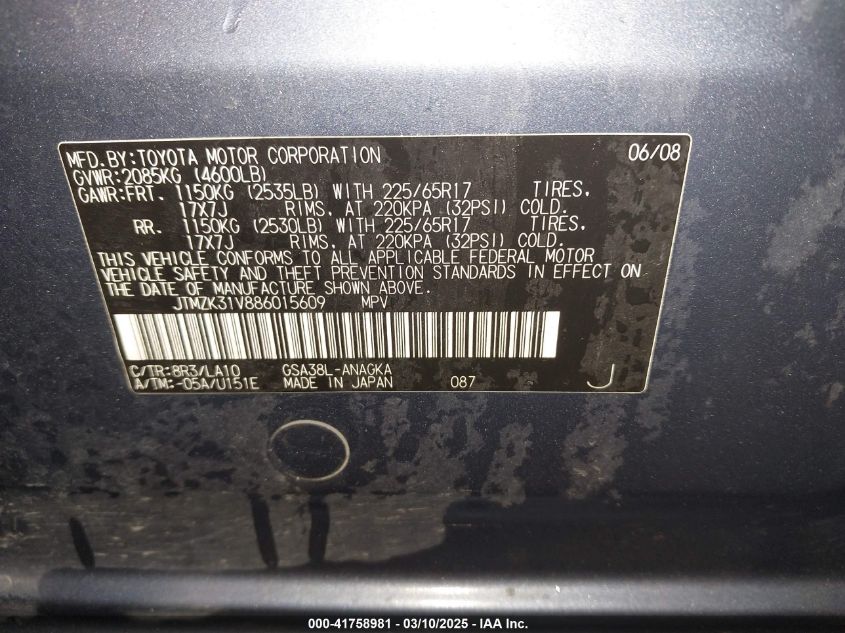 MFD.BY:TOYOTA MOTOR CORPORATION 06/08
GVWR:2085KG (4600LB)
GAWR:FRT. 1150KG (2535LB) WITH 225/65R17 TIRES,
17X7J RIMS, AT 220KPA (32PSI) COLD.
RR. 1150KG (2530LB) WITH 225/65R17 TIRES,
17X7J RIMS, AT 220KPA (32PSI) COLD.
THIS VEHICLE CONFORMS TO ALL APPLICABLE FEDERAL MOTOR
VEHICLE SAFETY AND THEFT PREVENTION STANDARDS IN EFFECT ON
THE DATE OF MANUFACTURE SHOWN ABOVE.
JTMZK31V886015609 MPV
C/TR:8R3/LA10 GSA38L-ANAGKA
A/TM:-05A/U151E MADE IN JAPAN 087 J
000-41758981 - 03/10/2025 - IAA, Inc.